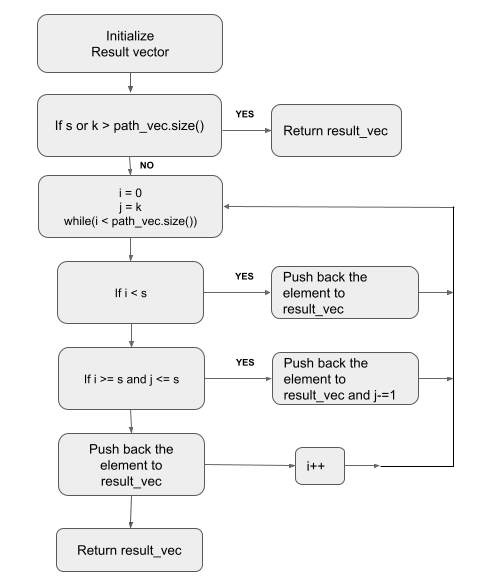 Initialize
Result vector
If s or k > path_vec.size()
YES
Return result_vec
NO
i = 0
j = k
while(i < path_vec.size())
If i < s
YES
Push back the
element to
result_vec
If i >= s and j <= s
YES
Push back the
element to
result_vec and j-=1
Push back the
element to
result_vec
i++
Return result_vec